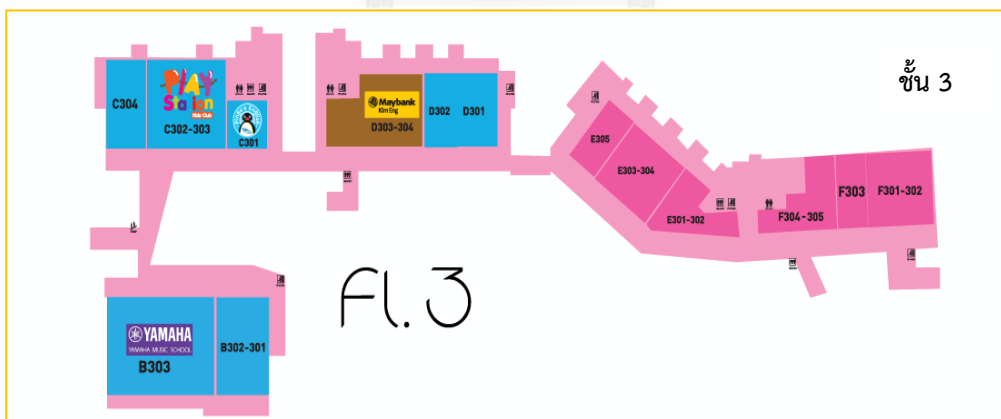 ชั้น 3
C304
PLAY
Station
Kids Club
C302-303
C301
Maybank
Kim Eng
D303-304
D302
D301
E305
E303-304
E301-302
F304-305
F303
F301-302
Fl.3
YAMAHA
YAMAHA MUSIC SCHOOL
B303
B302-301